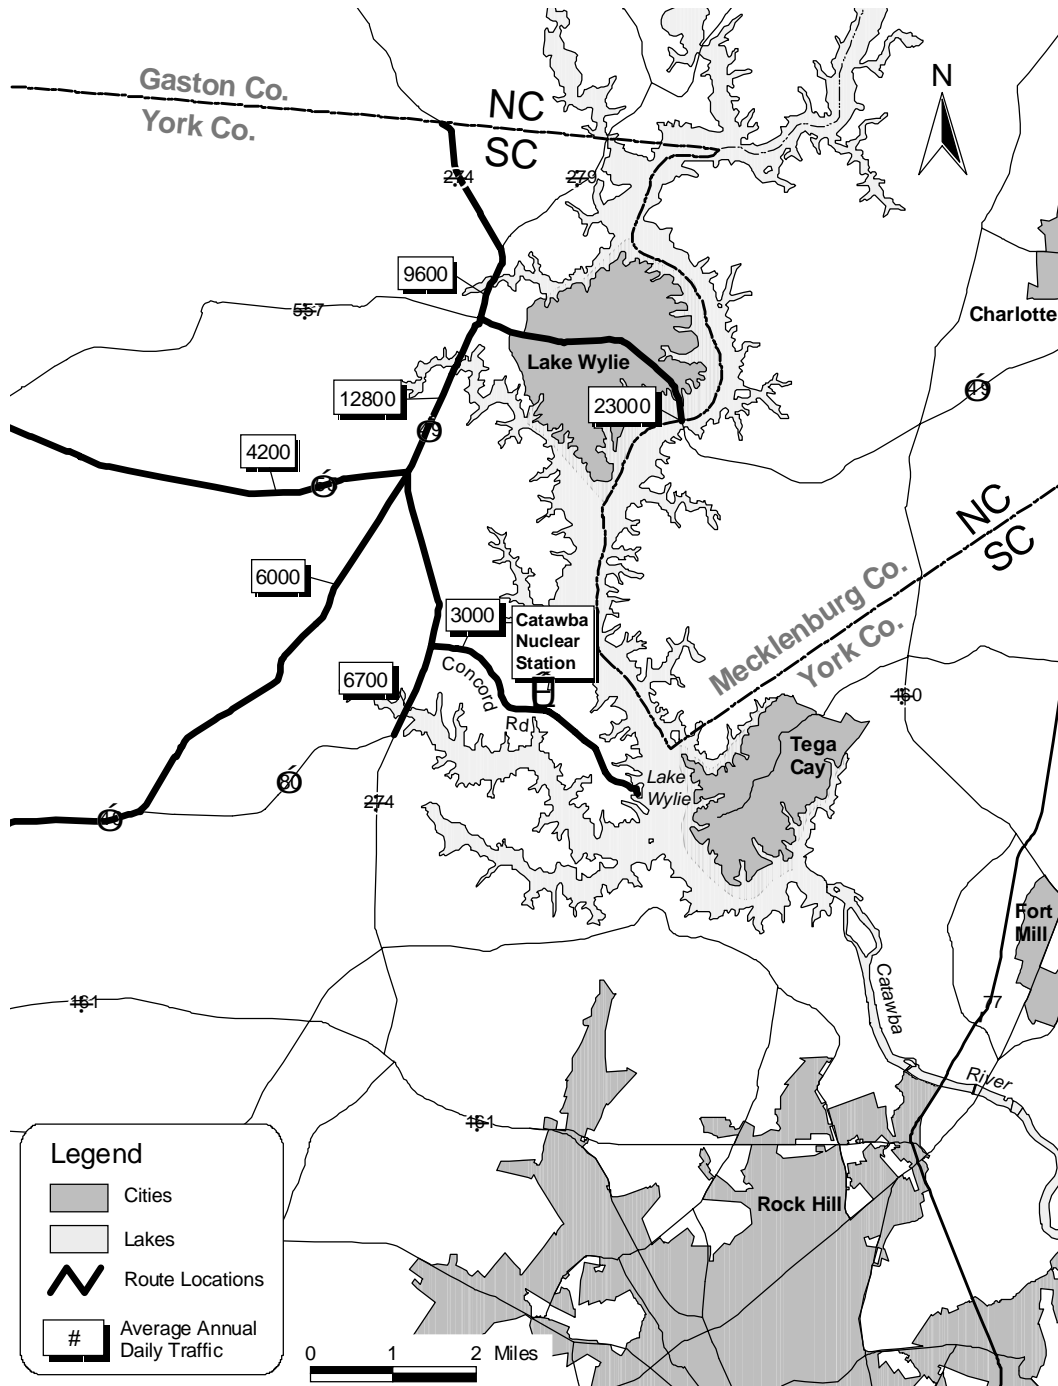 Gaston Co.
York Co.
NC
SC
N
274
279
9600
557
Charlotte
Lake Wylie
12800
23000
49
49
4200
NC
SC
6000
Mecklenburg Co.
York Co.
3000
Catawba
Nuclear
Station
Concord
Rd
6700
160
Tega
Cay
Lake
Wylie
80
274
49
Fort
Mill
Catawba
161
77
River
161
Rock Hill
Legend
Cities
Lakes
Route Locations
#
Average Annual
Daily Traffic
0 1 2 Miles